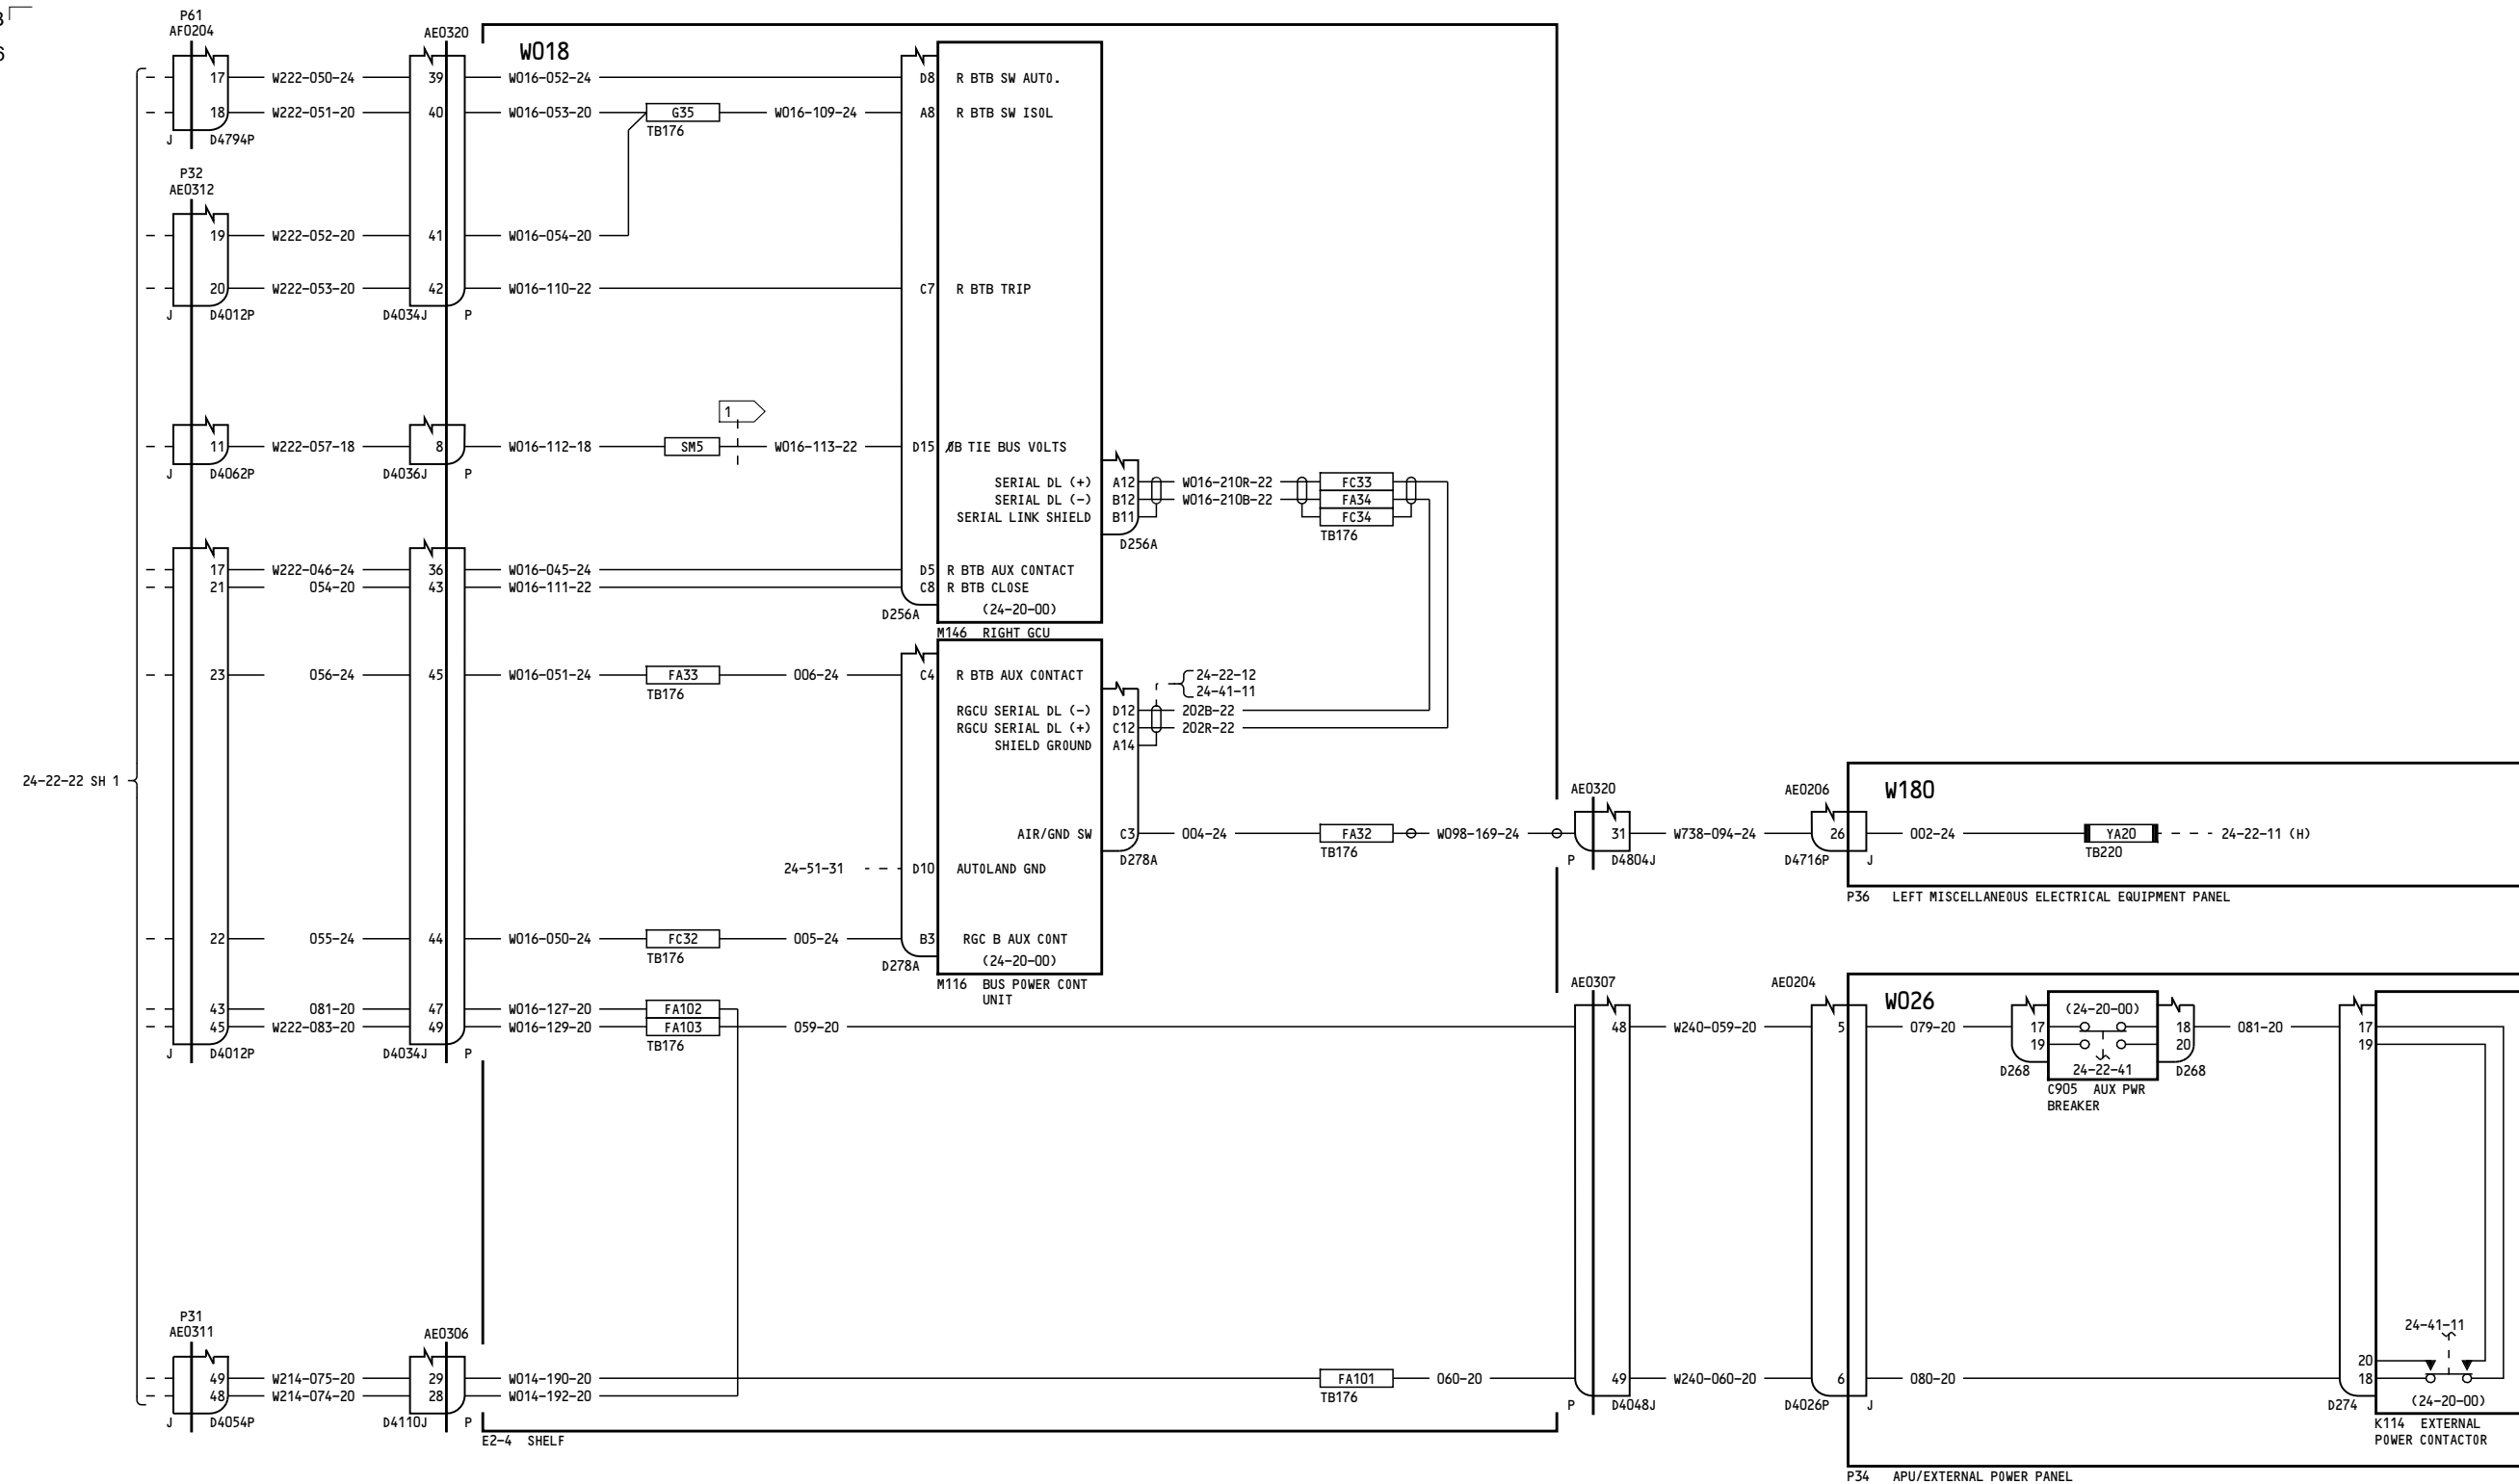 P61
AF0204
17 W222-050-24
18 W222-051-20
J D4794P
P32
AE0312
19 W222-052-20
20 W222-053-20
J D4012P
11 W222-057-18
J D4062P
17 W222-046-24
21 054-20
23 056-24
24-22-22 SH 1
22 055-24
43 081-20
45 W222-083-20
J D4012P
P31
AE0311
49 W214-075-20
48 W214-074-20
J D4054P
AE0320
W018
39 W016-052-24
40 W016-053-20 G35 W016-109-24
TB176
41 W016-054-20
42 W016-110-22
D4034J P
1
8 W016-112-18 SM5 W016-113-22
D4036J P
36 W016-045-24
43 W016-111-22
45 W016-051-24 FA33 006-24
TB176
24-51-31
44 W016-050-24 FC32 005-24
TB176
47 W016-127-20 FA102
49 W016-129-20 FA103 059-20
D4034J P TB176
AE0306
29 W014-190-20 FA101 060-20
28 W014-192-20 TB176
D4110J P
E2-4 SHELF
D8 R BTB SW AUTO.
A8 R BTB SW ISOL
C7 R BTB TRIP
D15 ØB TIE BUS VOLTS
SERIAL DL (+) A12 W016-210R-22 FC33
SERIAL DL (-) B12 W016-210B-22 FA34
SERIAL LINK SHIELD B11 FC34
D256A TB176
D5 R BTB AUX CONTACT
C8 R BTB CLOSE
(24-20-00)
D256A
M146 RIGHT GCU
C4 R BTB AUX CONTACT
24-22-12
24-41-11
RGCU SERIAL DL (-) D12 202B-22
RGCU SERIAL DL (+) C12 202R-22
SHIELD GROUND A14
AIR/GND SW C3 004-24 FA32 W098-169-24
D278A TB176
D10 AUTOLAND GND
B3 RGC B AUX CONT
(24-20-00)
D278A
M116 BUS POWER CONT
UNIT
AE0320
31 W738-094-24
P D4804J
AE0206
W180
26 002-24 YA20 24-22-11 (H)
D4716P J TB220
P36 LEFT MISCELLANEOUS ELECTRICAL EQUIPMENT PANEL
AE0307
48 W240-059-20
49 W240-060-20
P D4048J
AE0204
W026
5 079-20
6 080-20
D4026P J
(24-20-00)
17 18 081-20
19 20
24-22-41
D268 D268
C905 AUX PWR
BREAKER
17
19
24-41-11
20
18
(24-20-00)
D274
K114 EXTERNAL
POWER CONTACTOR
P34 APU/EXTERNAL POWER PANEL